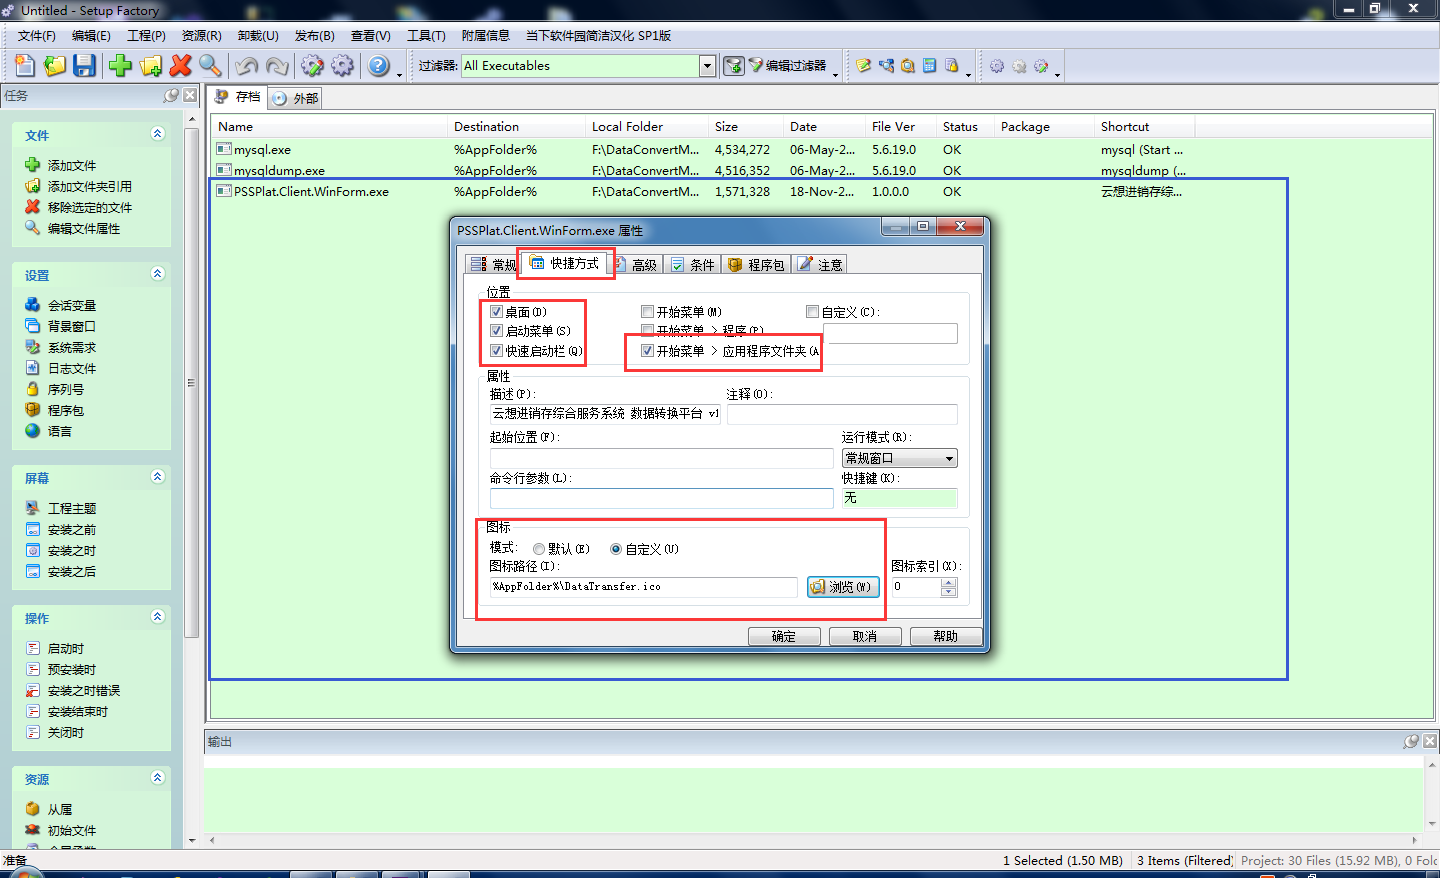 Untitled - Setup Factory
文件(F) 编辑(E) 工程(P) 资源(R) 卸载(U) 发布(B) 查看(V) 工具(T) 附属信息 当下软件园简洁汉化 SP1版
过滤器: All Executables 编辑过滤器
任务
存档 外部
Name Destination Local Folder Size Date File Ver Status Package Shortcut
mysql.exe %AppFolder% F:\DataConvertM... 4,534,272 06-May-2... 5.6.19.0 OK mysql (Start ...
mysqldump.exe %AppFolder% F:\DataConvertM... 4,516,352 06-May-2... 5.6.19.0 OK mysqldump (...
PSSPlat.Client.WinForm.exe %AppFolder% F:\DataConvertM... 1,571,328 18-Nov-2... 1.0.0.0 OK 云想进销存综...
文件
添加文件
添加文件夹引用
移除选定的文件
编辑文件属性
设置
会话变量
背景窗口
系统需求
日志文件
序列号
程序包
语言
屏幕
工程主题
安装之前
安装之时
安装之后
操作
启动时
预安装时
安装之时错误
安装结束时
关闭时
资源
从属
初始文件
PSSPlat.Client.WinForm.exe 属性
常规 快捷方式 高级 条件 程序包 注意
位置
桌面(D) 开始菜单(M) 自定义(C):
启动菜单(S) 开始菜单 > 程序(P)
快速启动栏(Q) 开始菜单 > 应用程序文件夹(A
属性
描述(P): 注释(O):
云想进销存综合服务系统 数据转换平台 v1
起始位置(F): 运行模式(R):
常规窗口
命令行参数(L): 快捷键(K):
无
图标
模式: 默认(E) 自定义(U)
图标路径(I): 图标索引(X):
%AppFolder%\DataTransfer.ico 浏览(W) 0
确定 取消 帮助
输出
准备 1 Selected (1.50 MB) 3 Items (Filtered) Project: 30 Files (15.92 MB), 0 Fold